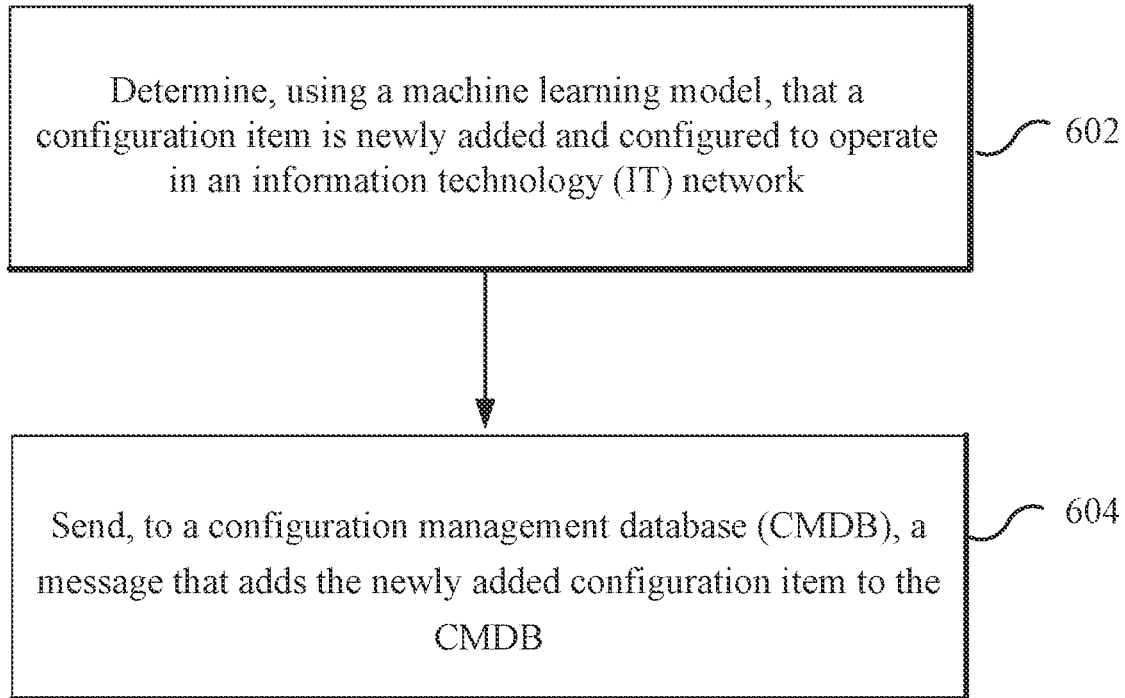 Determine, using a machine learning model, that a
configuration item is newly added and configured to operate
in an information technology (IT) network
602
Send, to a configuration management database (CMDB), a
message that adds the newly added configuration item to the
CMDB
604